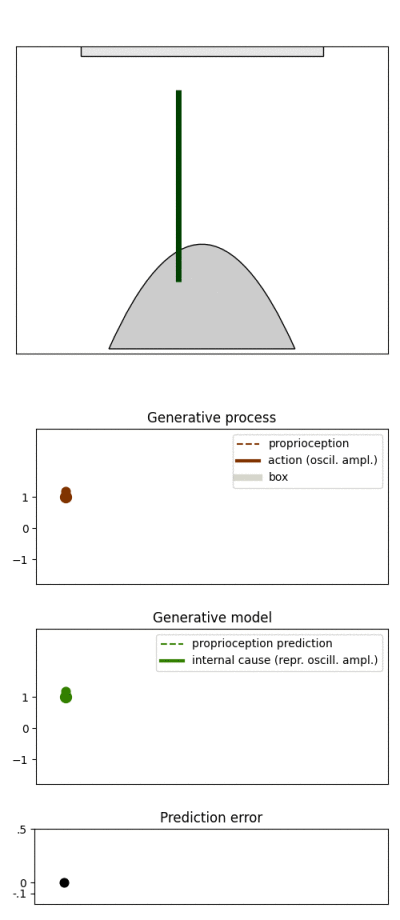 Generative process
proprioception
action (oscil. ampl.)
box
1
0
−1
Generative model
proprioception prediction
internal cause (repr. oscill. ampl.)
1
0
−1
Prediction error
.5
0
-.1